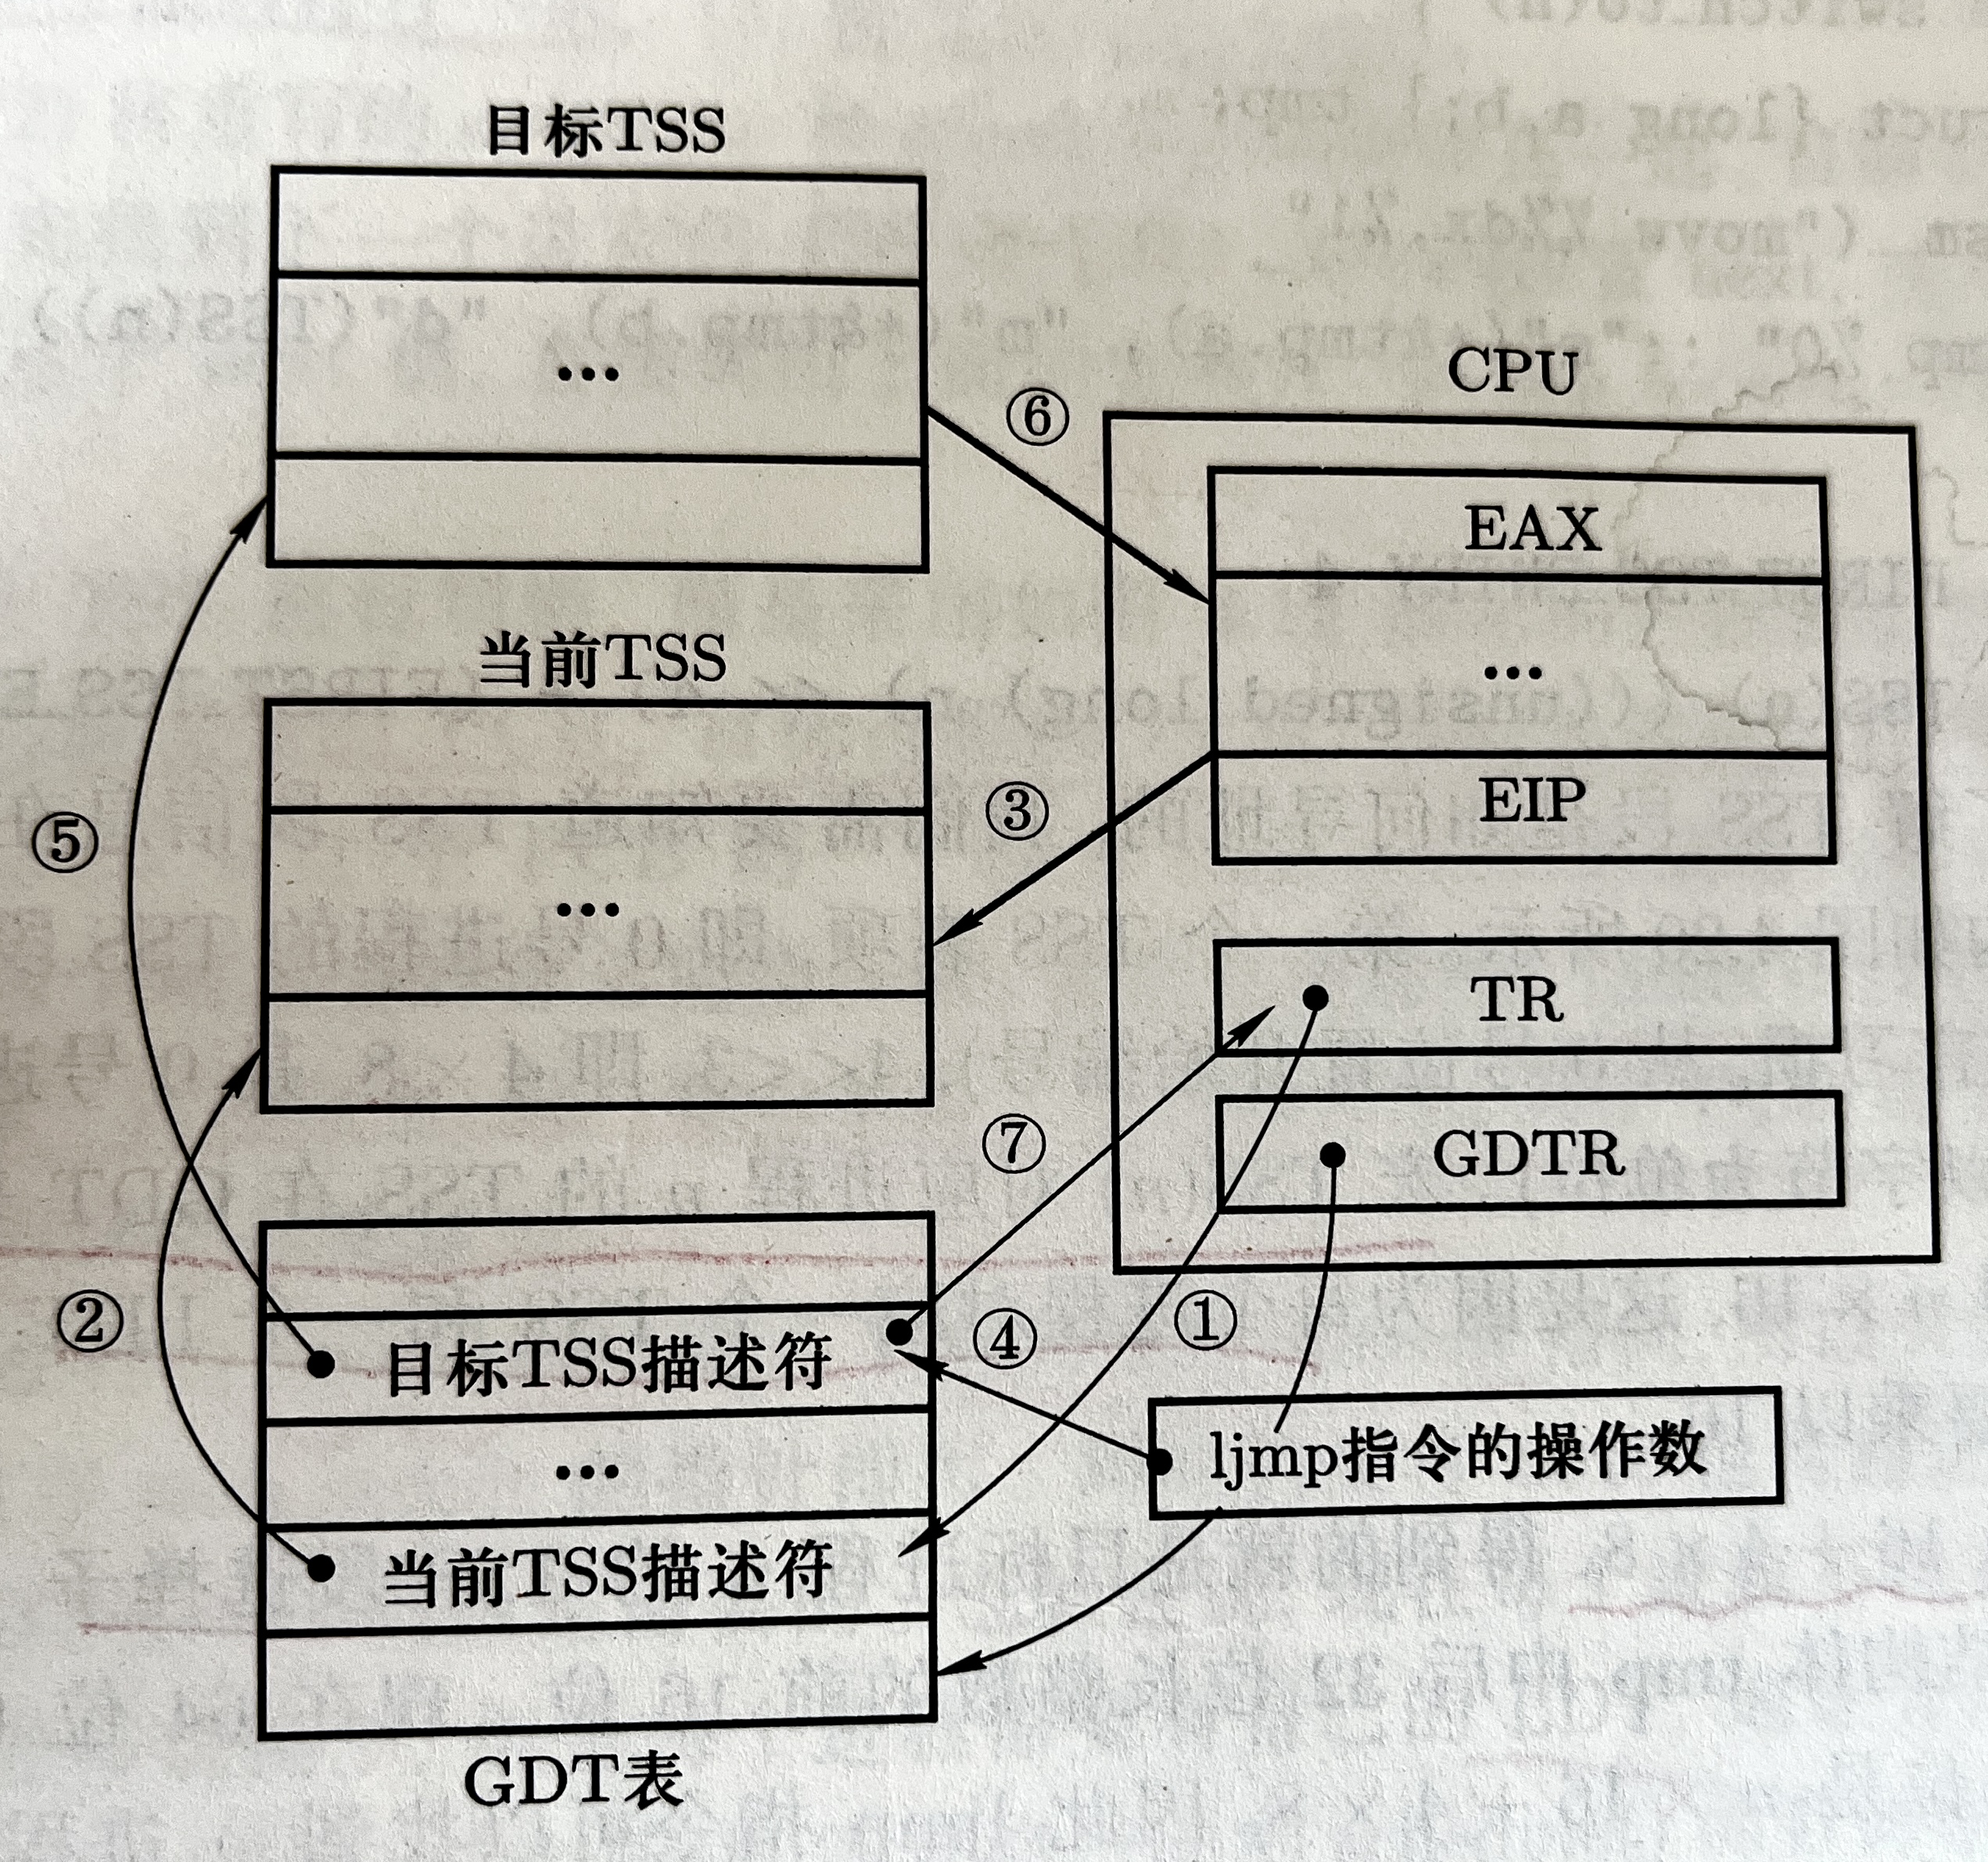 目标TSS
...
⑥
CPU
EAX
...
EIP
当前TSS
...
③
⑤
TR
GDTR
⑦
②
①
④
目标TSS描述符
...
当前TSS描述符
ljmp指令的操作数
GDT表